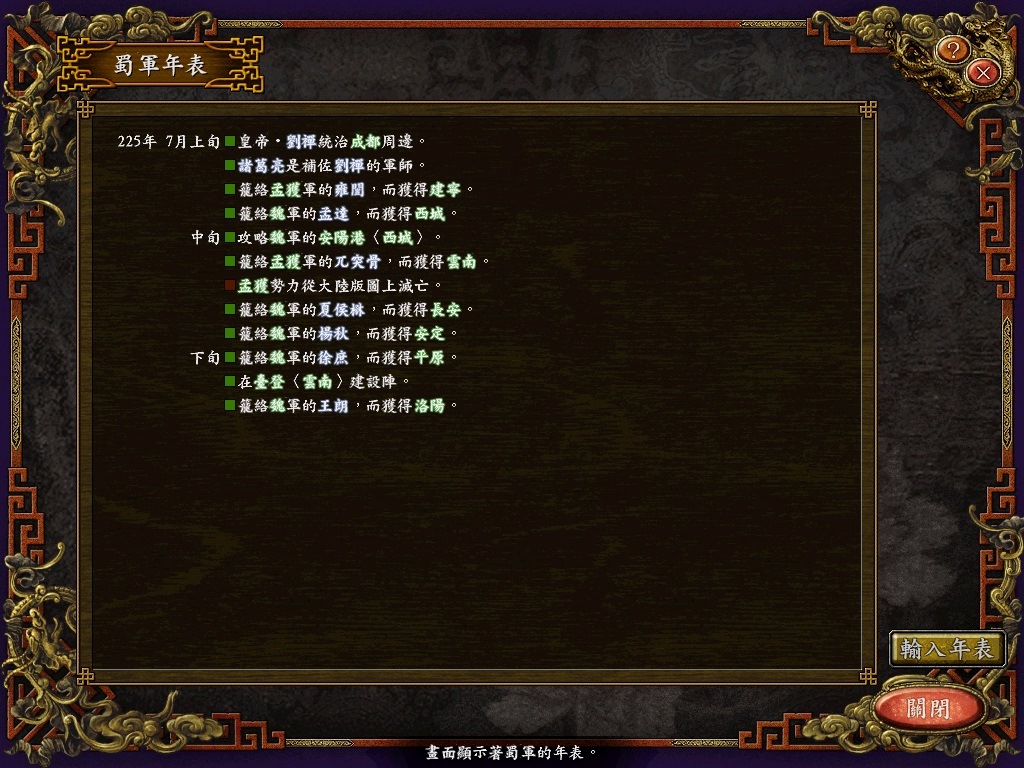 蜀軍年表
?
225年 7月上旬 皇帝・劉禪統治成都周邊。
諸葛亮是補佐劉禪的軍師。
籠絡孟獲軍的雍闓，而獲得建寧。
籠絡魏軍的孟達，而獲得西城。
中旬 攻略魏軍的安陽港〈西城〉。
籠絡孟獲軍的兀突骨，而獲得雲南。
孟獲勢力從大陸版圖上滅亡。
籠絡魏軍的夏侯楙，而獲得長安。
籠絡魏軍的楊秋，而獲得安定。
下旬 籠絡魏軍的徐庶，而獲得平原。
在臺登〈雲南〉建設陣。
籠絡魏軍的王朗，而獲得洛陽。
輸入年表
關閉
畫面顯示著蜀軍的年表。